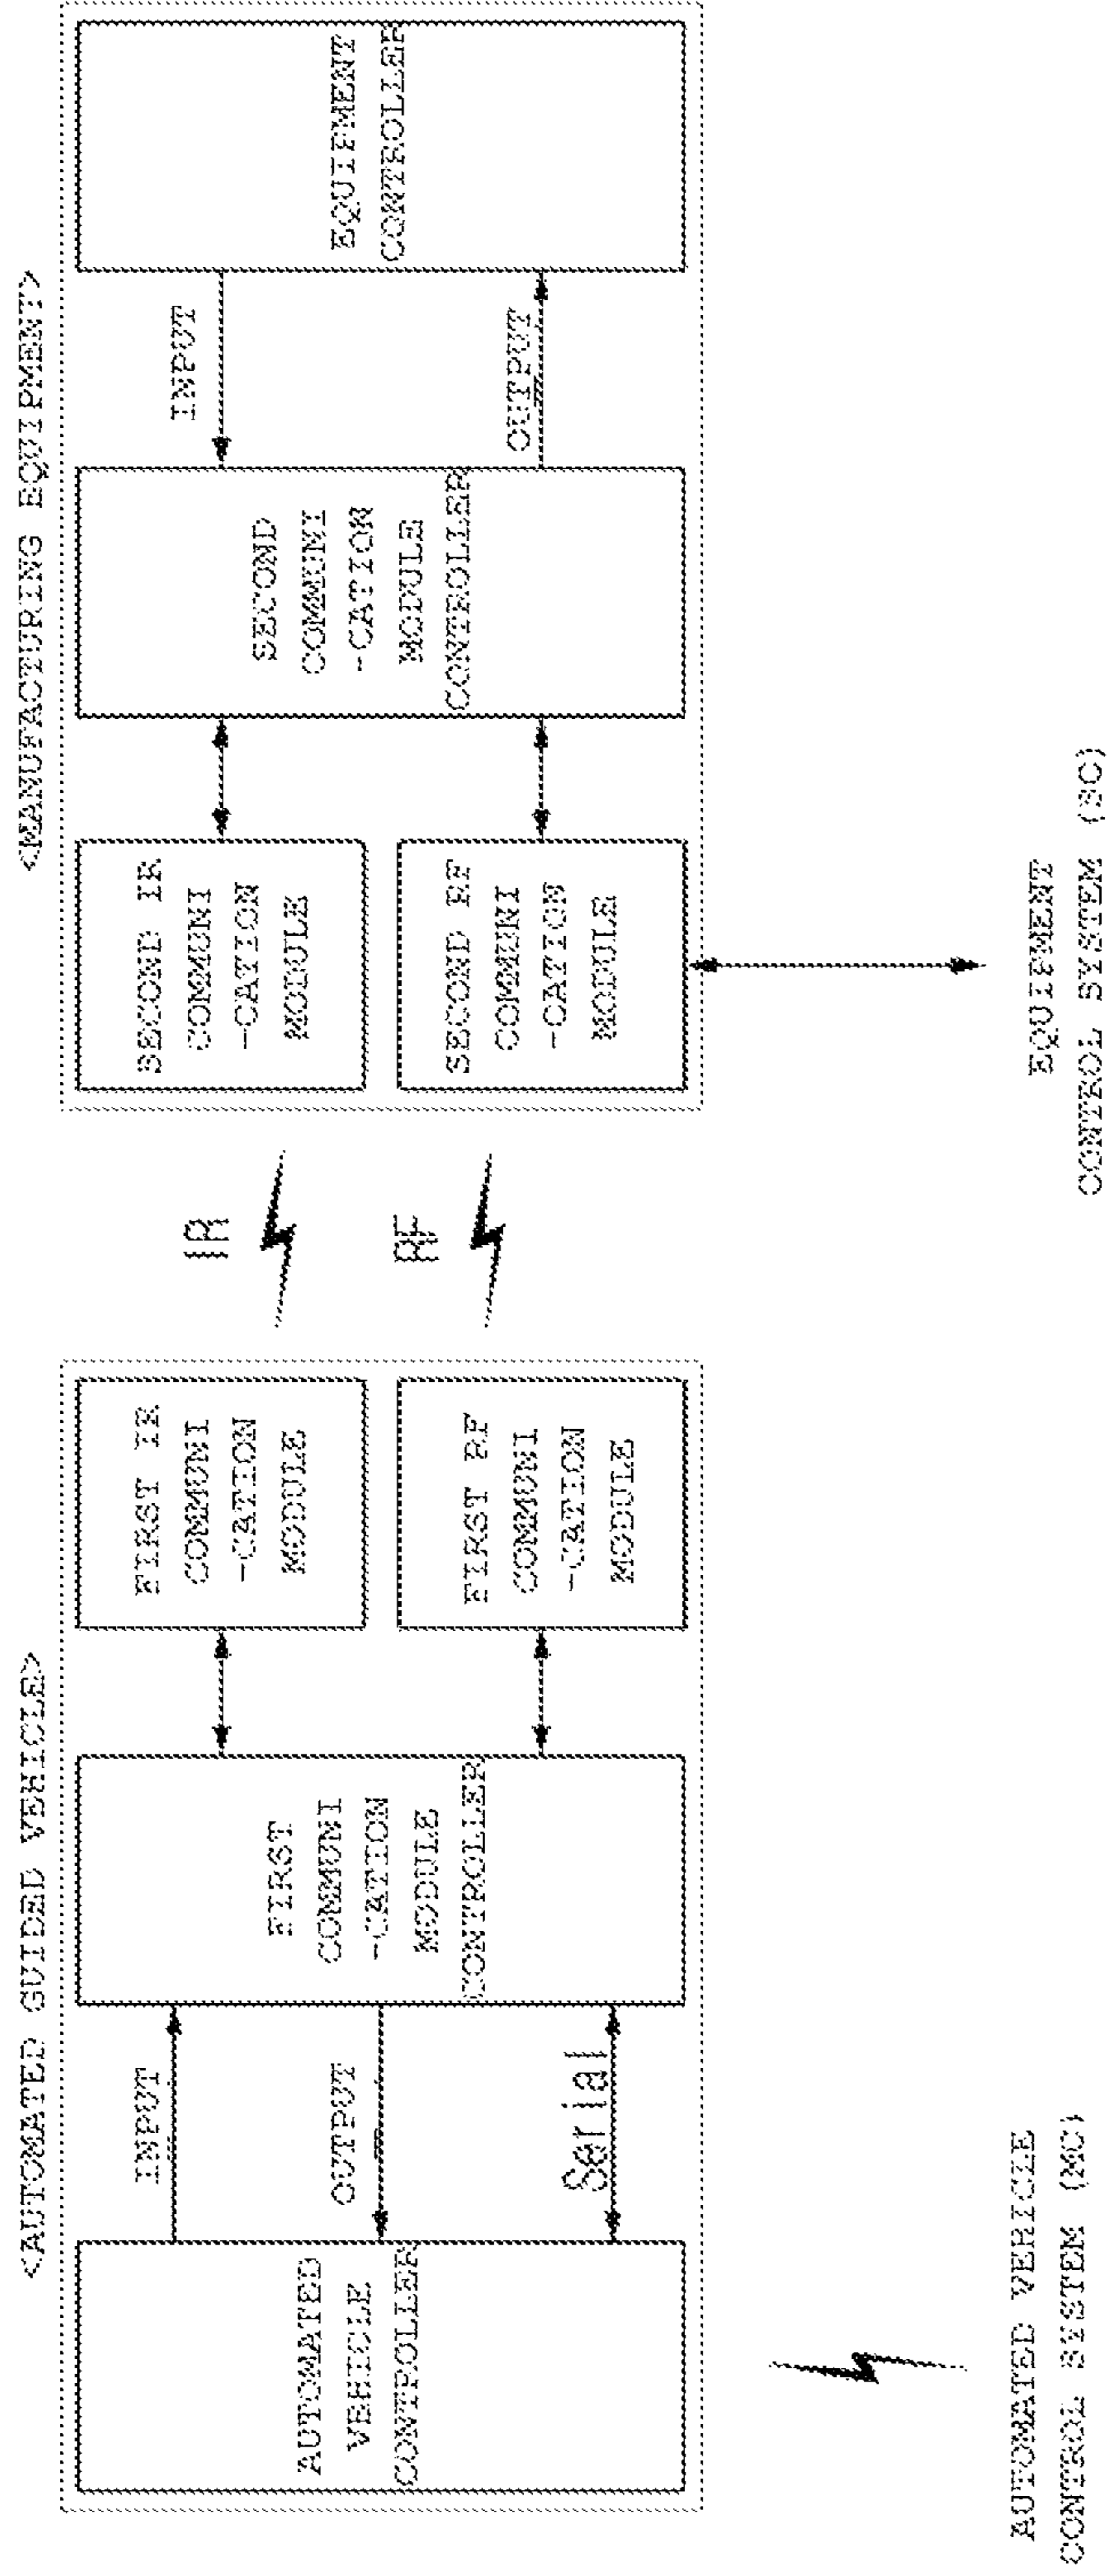 <AUTOMATED GUIDED VEHICLE>
AUTOMATED
VEHICLE
CONTROLLER
INPUT
OUTPUT
Serial
FIRST
COMMUNI
-CATION
MODULE
CONTROLLER
FIRST IR
COMMUNI
-CATION
MODULE
FIRST RF
COMMUNI
-CATION
MODULE
AUTOMATED VEHICLE
CONTROL SYSTEM (MC)
IR
RF
<MANUFACTURING EQUIPMENT>
SECOND IR
COMMUNI
-CATION
MODULE
SECOND RF
COMMUNI
-CATION
MODULE
SECOND
COMMUNI
-CATION
MODULE
CONTROLLER
INPUT
OUTPUT
EQUIPMENT
CONTROLLER
EQUIPMENT
CONTROL SYSTEM